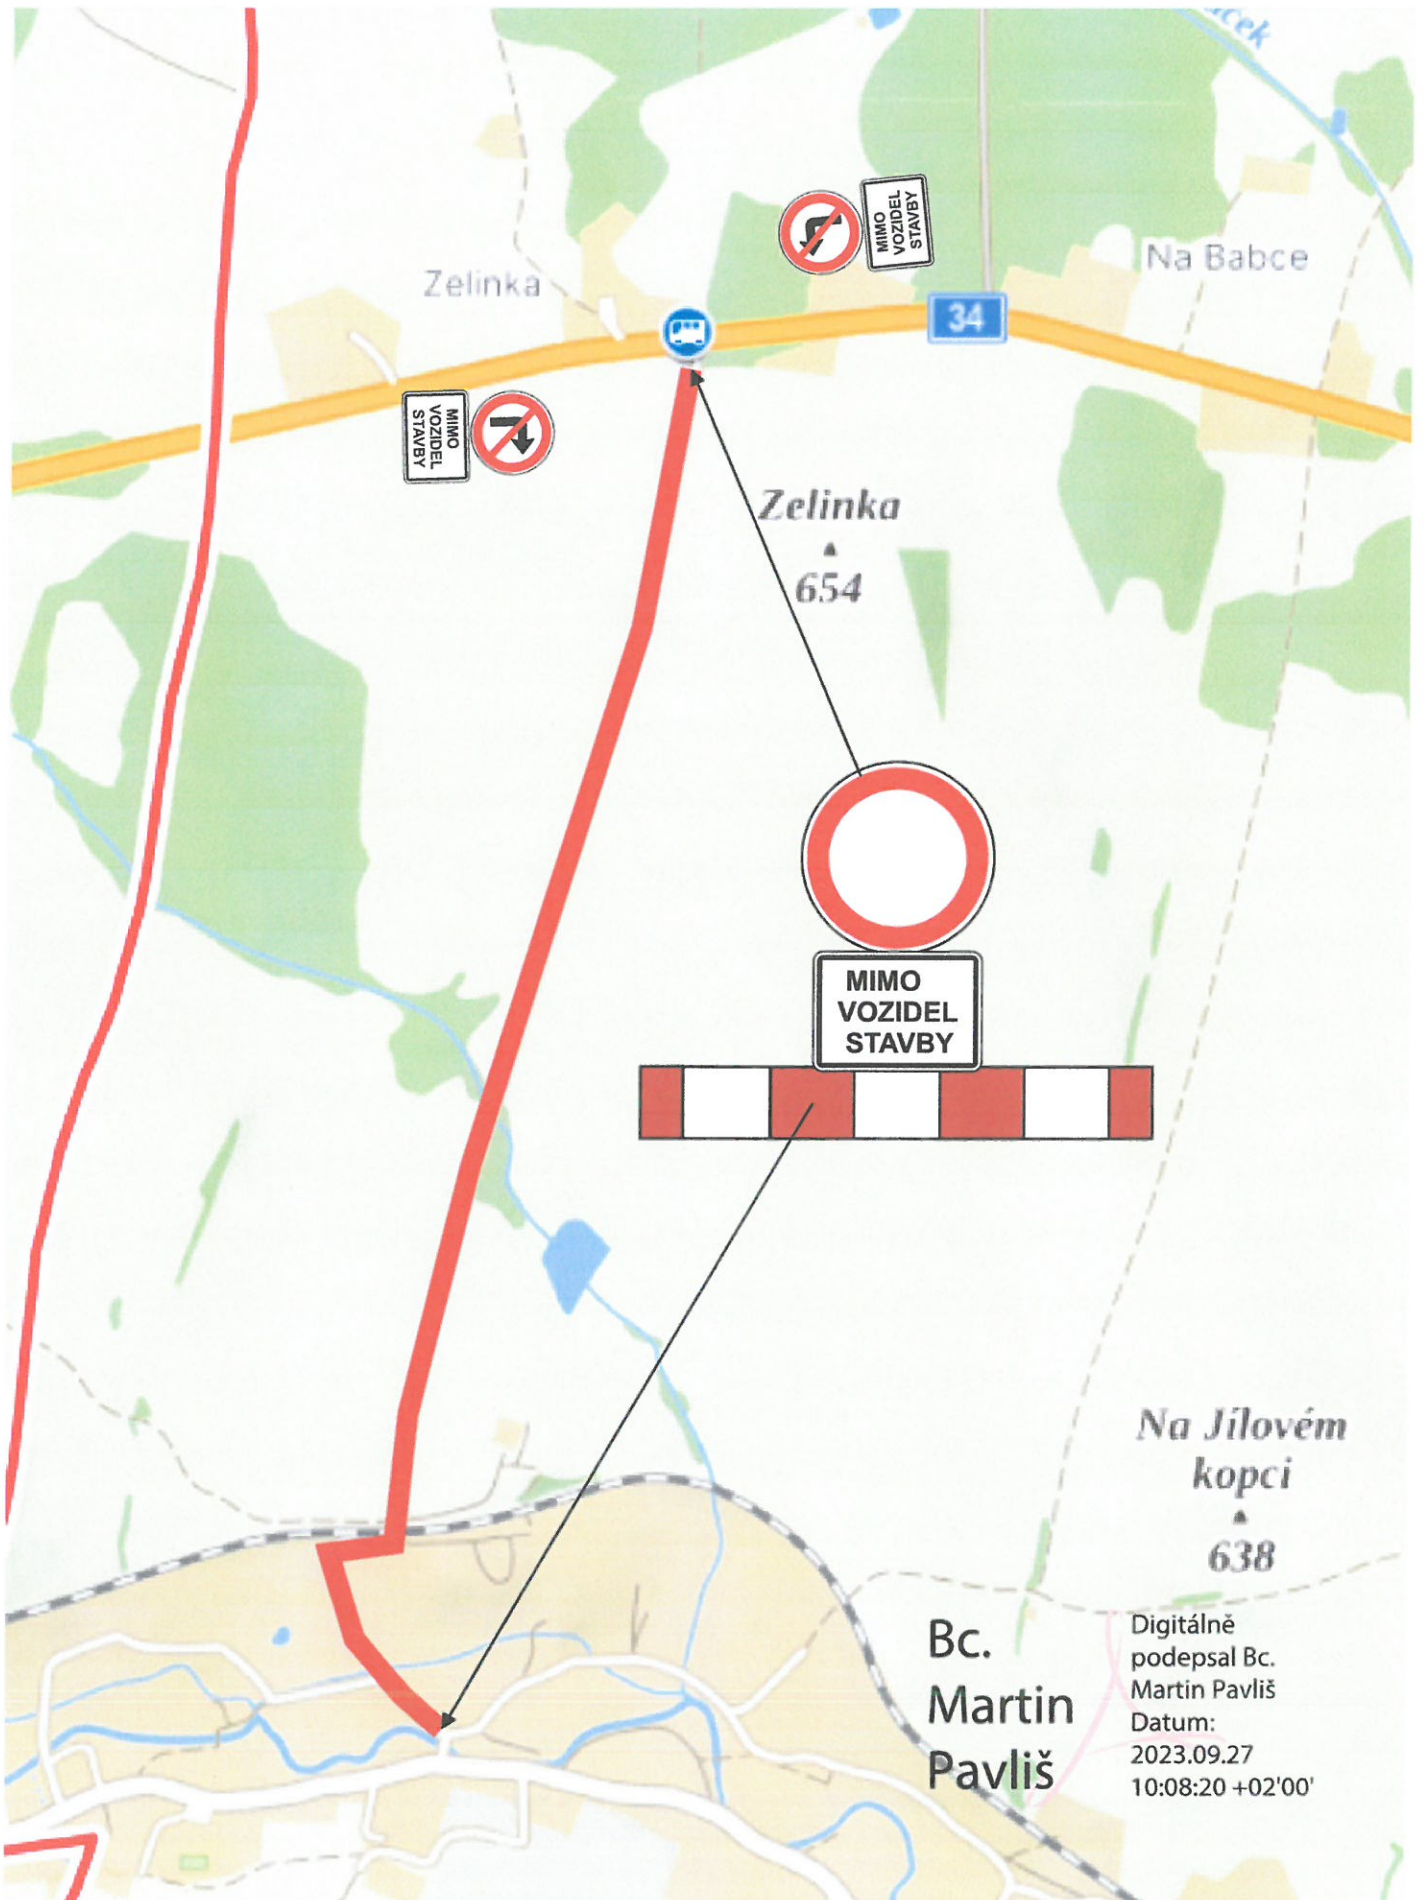 MIMO
VOZIDEL
STAVBY
Na Babce
Zelinka
34
MIMO
VOZIDEL
STAVBY
Zelinka
654
MIMO
VOZIDEL
STAVBY
Na Jílovém
kopci
638
Bc.
Martin
Pavliš
Digitálně
podepsal Bc.
Martin Pavliš
Datum:
2023.09.27
10:08:20 +02'00'